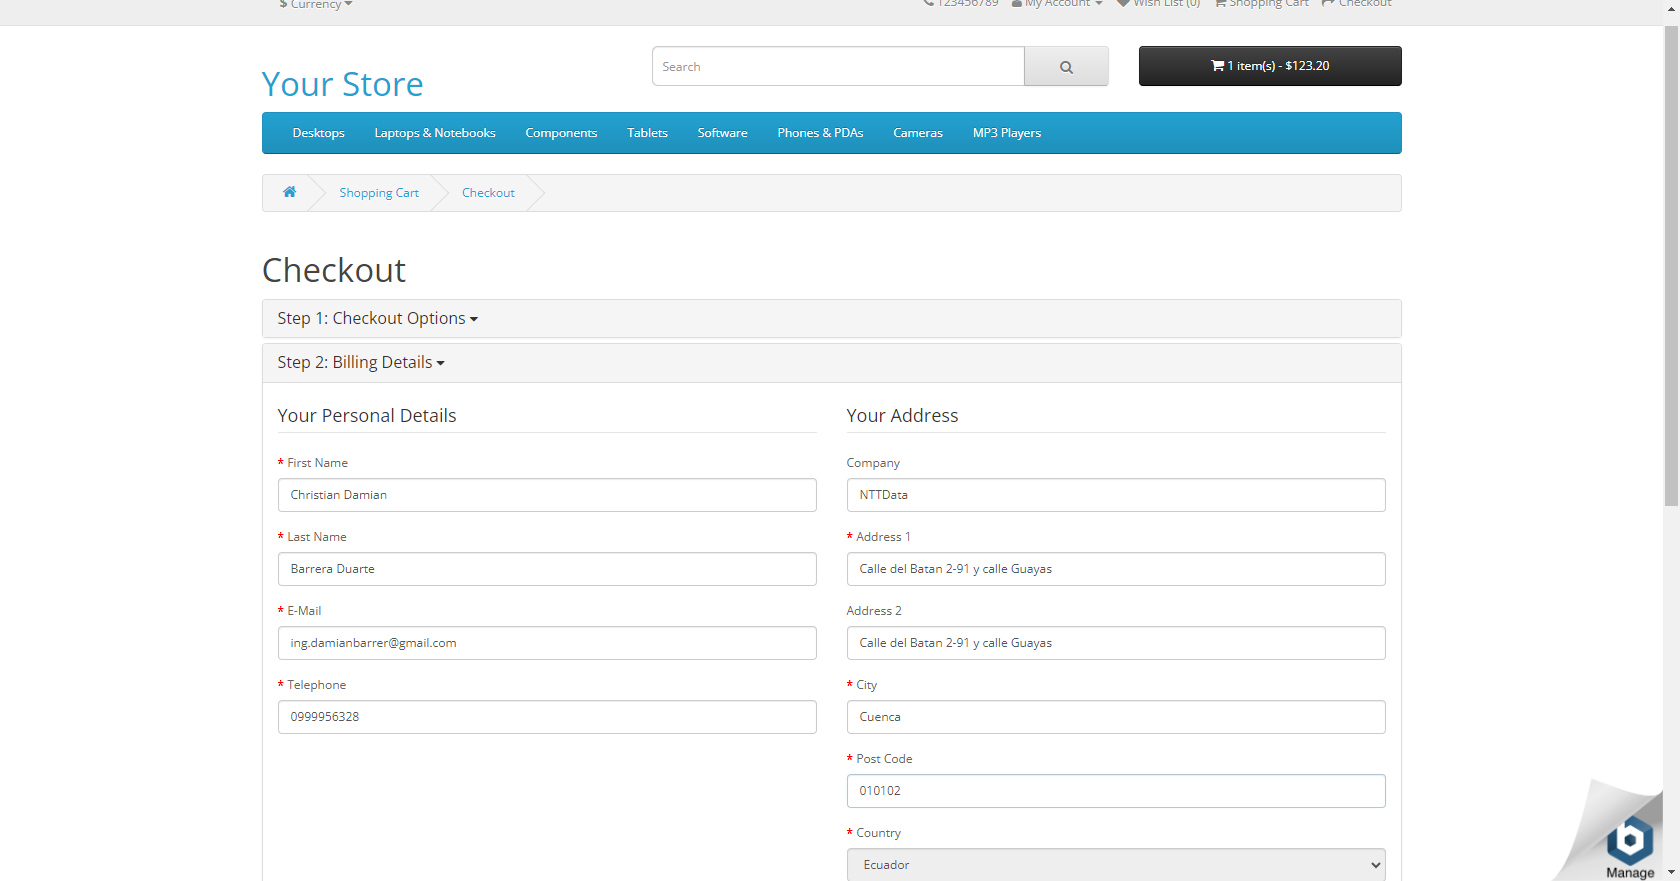 $ Currency
123456789 My Account Wish List (0) Shopping Cart Checkout
Your Store
Search
1 item(s) - $123.20
Desktops Laptops & Notebooks Components Tablets Software Phones & PDAs Cameras MP3 Players
Shopping Cart Checkout
Checkout
Step 1: Checkout Options
Step 2: Billing Details
Your Personal Details
* First Name
Christian Damian
* Last Name
Barrera Duarte
* E-Mail
ing.damianbarrer@gmail.com
* Telephone
0999956328
Your Address
Company
NTTData
* Address 1
Calle del Batan 2-91 y calle Guayas
Address 2
Calle del Batan 2-91 y calle Guayas
* City
Cuenca
* Post Code
010102
* Country
Ecuador
b
Manage